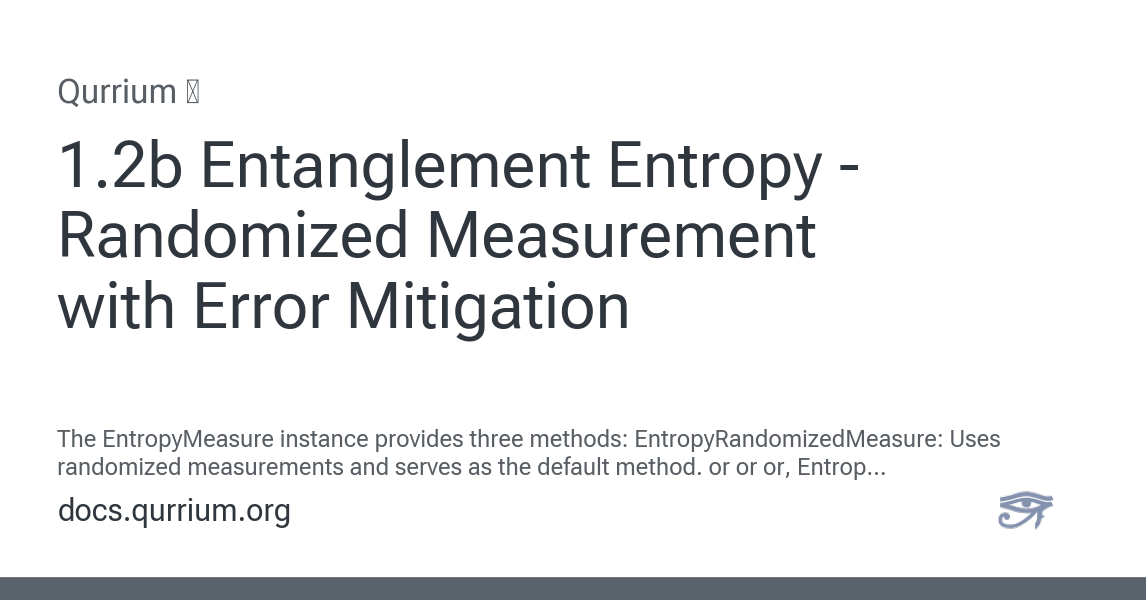 Qurrium
1.2b Entanglement Entropy -
Randomized Measurement
with Error Mitigation
The EntropyMeasure instance provides three methods: EntropyRandomizedMeasure: Uses
randomized measurements and serves as the default method. or or or, Entrop...
docs.qurrium.org